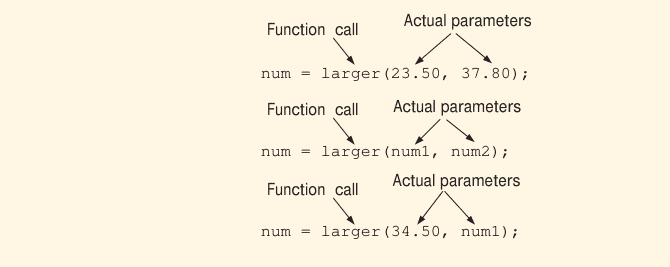 Function call Actual parameters
num = larger(23.50, 37.80);
Function call Actual parameters
num = larger(num1, num2);
Function call Actual parameters
num = larger(34.50, num1);